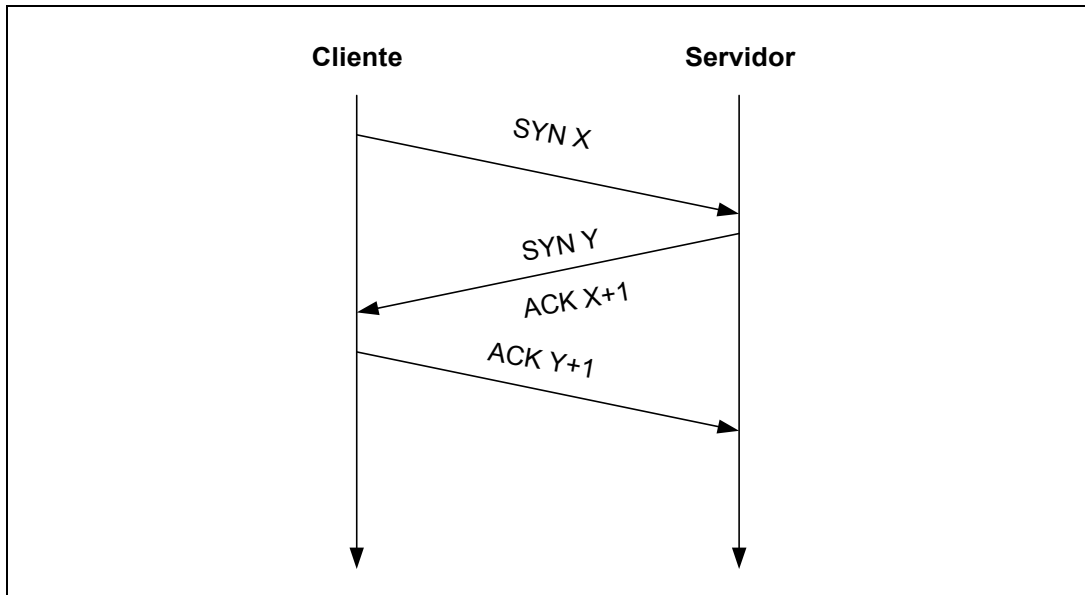 Cliente
Servidor
SYN X
SYN Y
ACK X+1
ACK Y+1